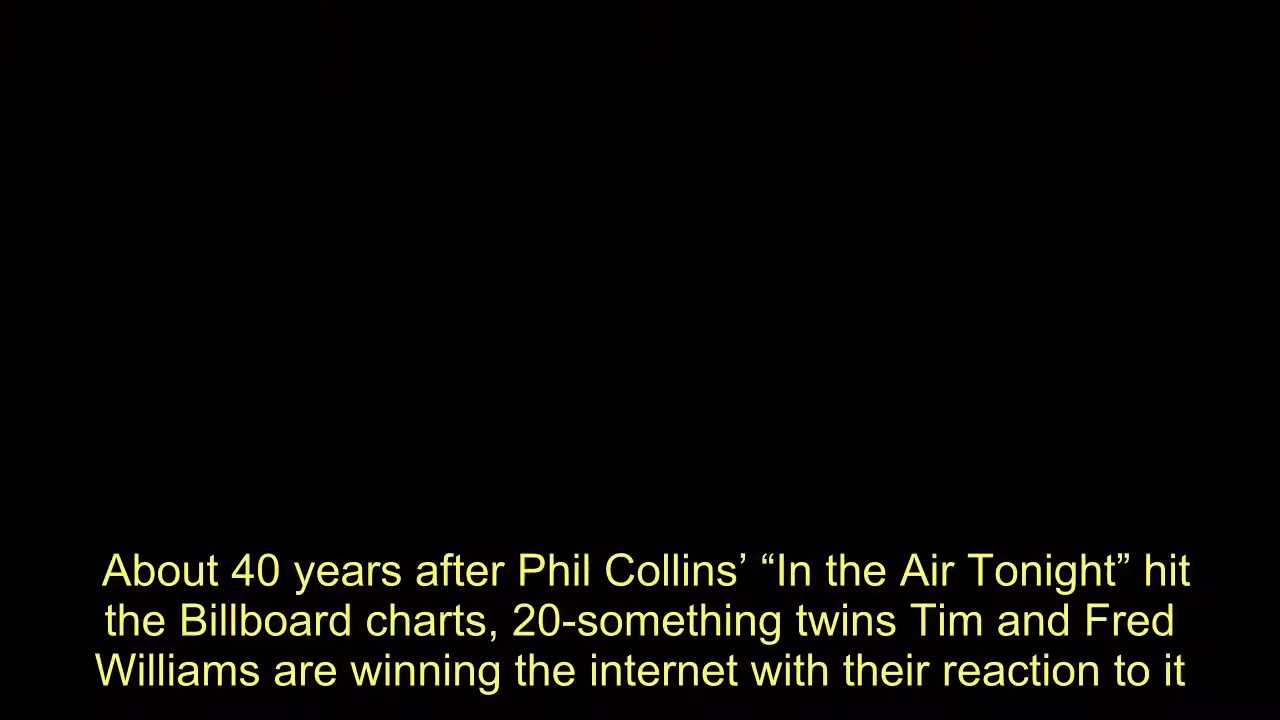 About 40 years after Phil Collins’ “In the Air Tonight” hit
the Billboard charts, 20-something twins Tim and Fred
Williams are winning the internet with their reaction to it